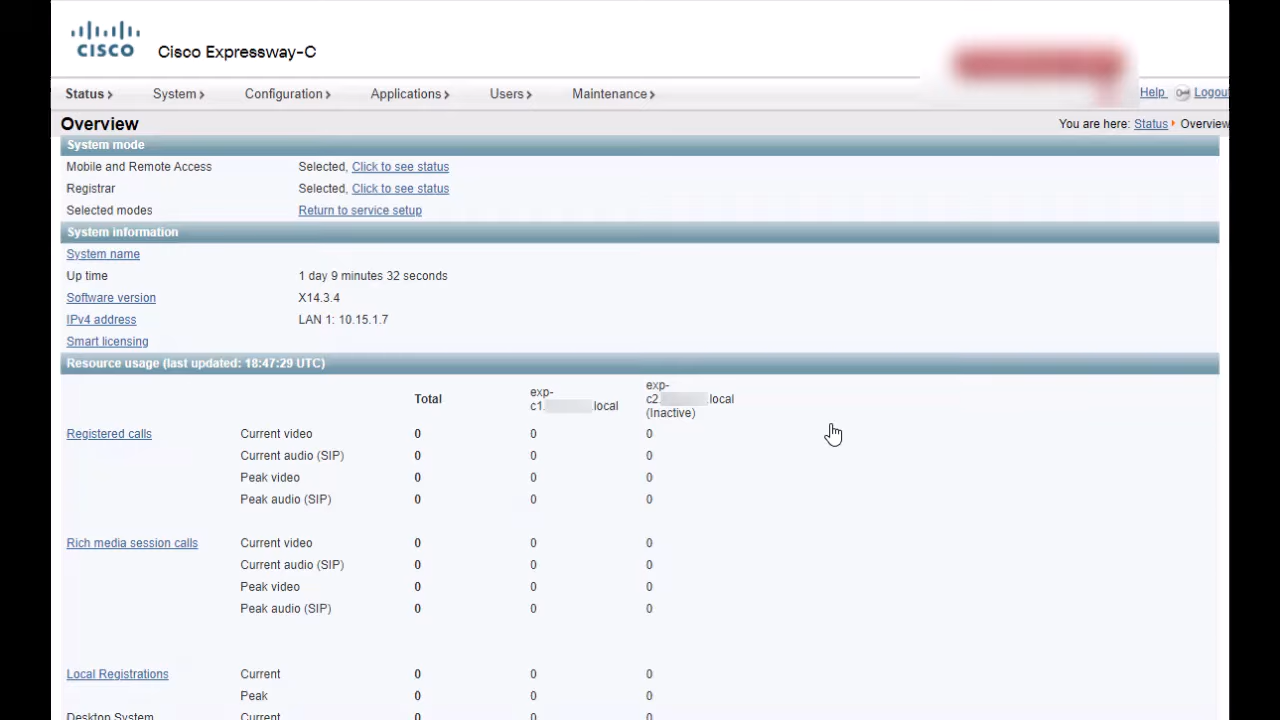 CISCO
Cisco Expressway-C
Status System Configuration Applications Users Maintenance
Help Logou
Overview
You are here: Status Overview
System mode
Mobile and Remote Access Selected, Click to see status
Registrar Selected, Click to see status
Selected modes Return to service setup
System information
System name
Up time 1 day 9 minutes 32 seconds
Software version X14.3.4
IPv4 address LAN 1: 10.15.1.7
Smart licensing
Resource usage (last updated: 18:47:29 UTC)
Total
exp-
c1. .local
exp-
c2. local
(Inactive)
Registered calls Current video 0 0 0
Current audio (SIP) 0 0 0
Peak video 0 0 0
Peak audio (SIP) 0 0 0
Rich media session calls Current video 0 0 0
Current audio (SIP) 0 0 0
Peak video 0 0 0
Peak audio (SIP) 0 0 0
Local Registrations Current 0 0 0
Peak 0 0 0
Desktop System Current 0 0 0